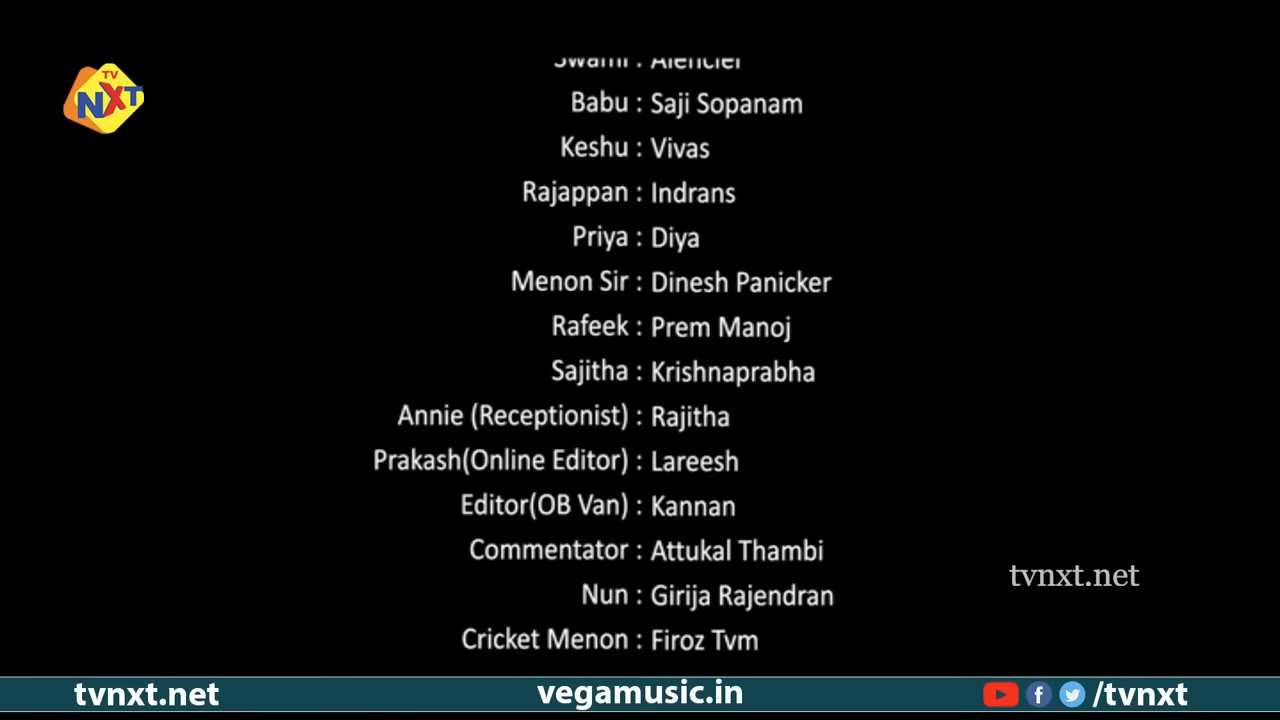 TV
NXT
Swami : Alencier
Babu : Saji Sopanam
Keshu : Vivas
Rajappan : Indrans
Priya : Diya
Menon Sir : Dinesh Panicker
Rafeek : Prem Manoj
Sajitha : Krishnaprabha
Annie (Receptionist) : Rajitha
Prakash(Online Editor) : Lareesh
Editor(OB Van) : Kannan
Commentator : Attukal Thambi
Nun : Girija Rajendran
Cricket Menon : Firoz Tvm
tvnxt.net
tvnxt.net vegamusic.in /tvnxt